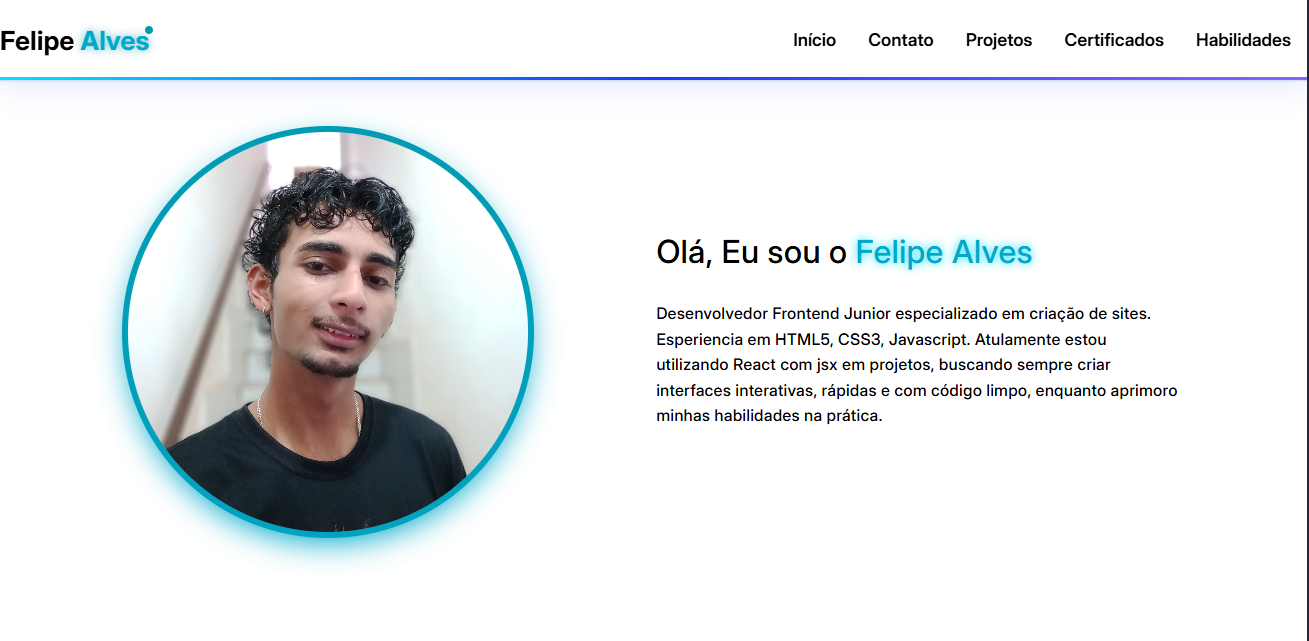 Felipe Alves
Início Contato Projetos Certificados Habilidades
Olá, Eu sou o Felipe Alves
Desenvolvedor Frontend Junior especializado em criação de sites.
Esperiencia em HTML5, CSS3, Javascript. Atulamente estou
utilizando React com jsx em projetos, buscando sempre criar
interfaces interativas, rápidas e com código limpo, enquanto aprimoro
minhas habilidades na prática.